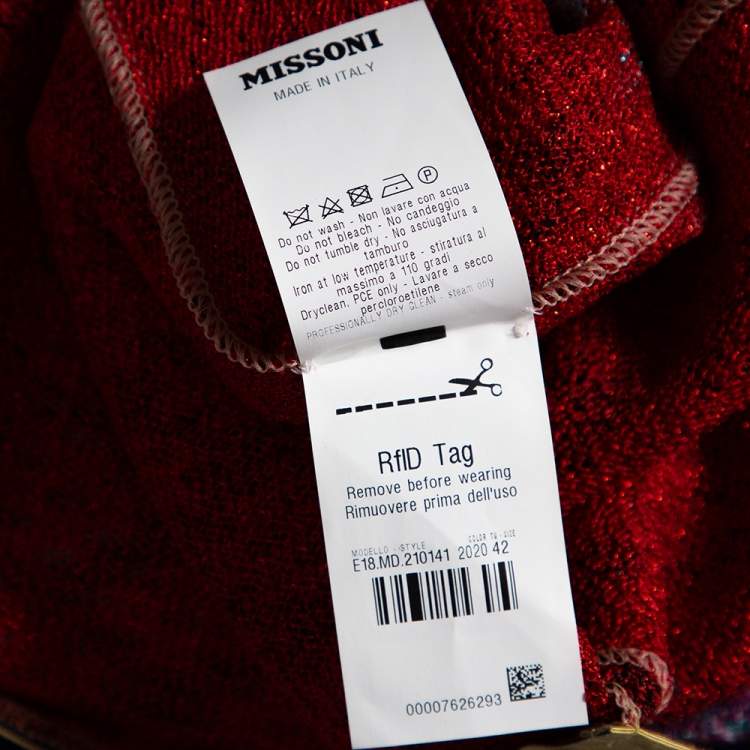 MISSONI
MADE IN ITALY
P
Do not wash - Non lavare con acqua
Do not bleach - No candeggio
Do not tumble dry - No asciugatura a
tamburo
Iron at low temperature - stiratura al
massimo a 110 gradi
Dryclean, PCE only - Lavare a secco
percloroetilene
PROFESSIONALLY DRY CLEAN - steam only
RfID Tag
Remove before wearing
Rimuovere prima dell'uso
MODELLO - STYLE COLOR TG - SIZE
E18.MD.210141 2020 42
00007626293